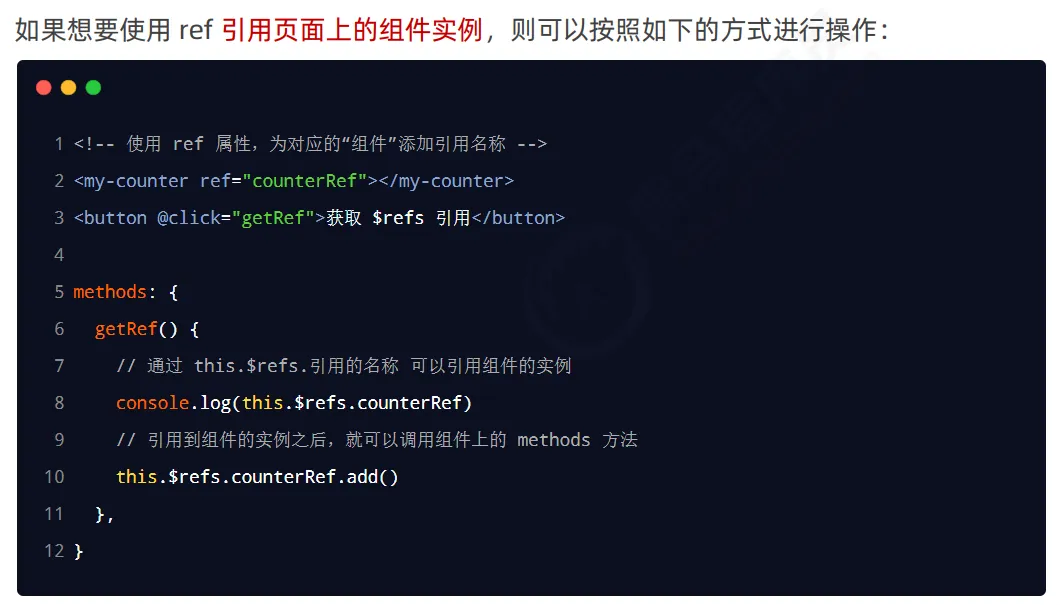 如果想要使用 ref 引用页面上的组件实例，则可以按照如下的方式进行操作：
1 <!-- 使用 ref 属性，为对应的“组件”添加引用名称 -->
2 <my-counter ref="counterRef"></my-counter>
3 <button @click="getRef">获取 $refs 引用</button>
4
5 methods: {
6   getRef() {
7     // 通过 this.$refs.引用的名称 可以引用组件的实例
8     console.log(this.$refs.counterRef)
9     // 引用到组件的实例之后，就可以调用组件上的 methods 方法
10     this.$refs.counterRef.add()
11   },
12 }